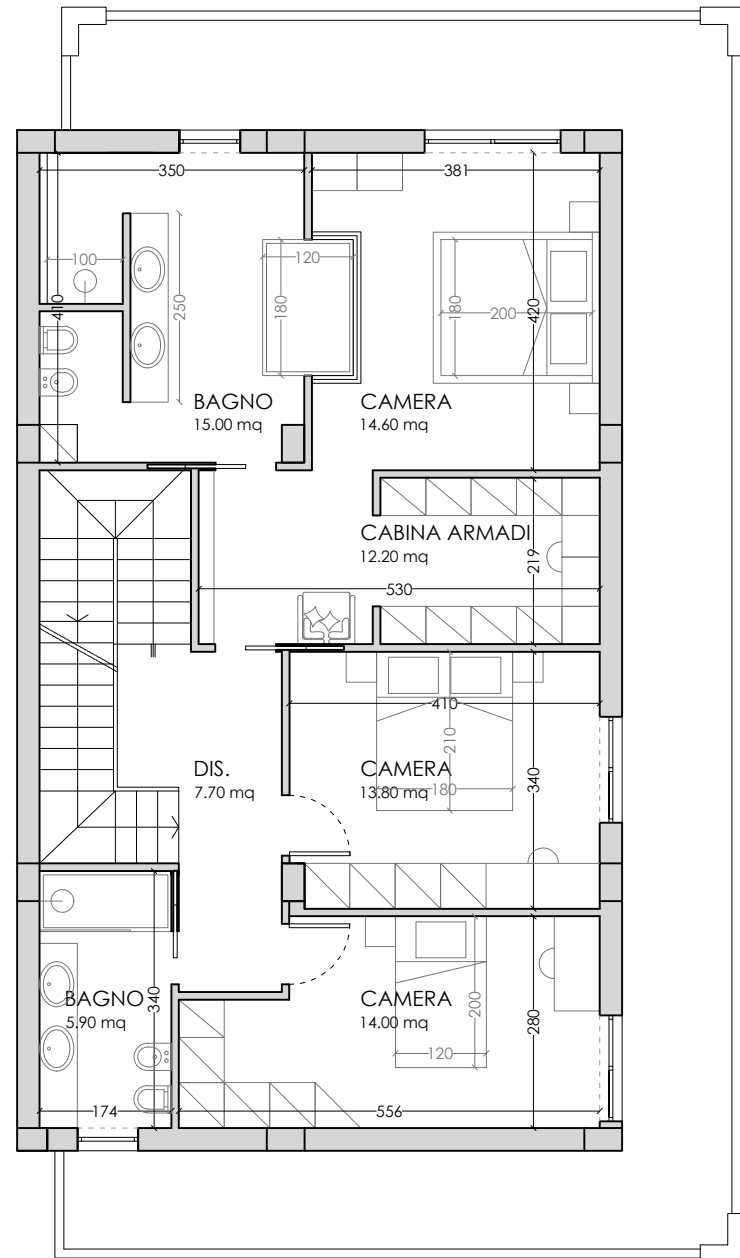 350
381
100
120
410
250
180
180
200
420
BAGNO
15.00 mq
CAMERA
14.60 mq
CABINA ARMADI
12.20 mq
219
530
410
210
DIS.
7.70 mq
CAMERA
13.80 mq
180
340
BAGNO
5.90 mq
340
CAMERA
14.00 mq
200
280
120
174
556